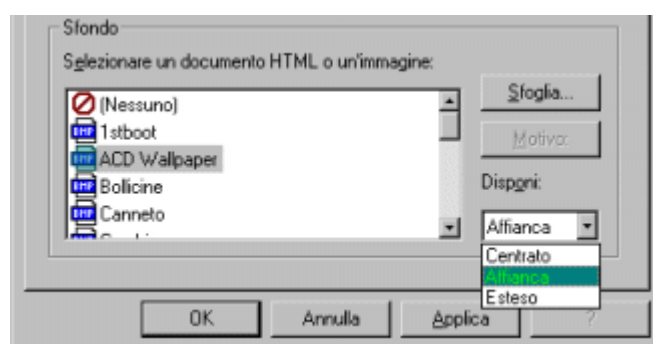 Sfondo
Selezionare un documento HTML o un'immagine:
(Nessuno)
1stboot
ACD Wallpaper
Bollicine
Canneto
Sfoglia...
Motivo:
Disponi:
Affianca
Centrato
Affianca
Esteso
OK
Annulla
Applica
?